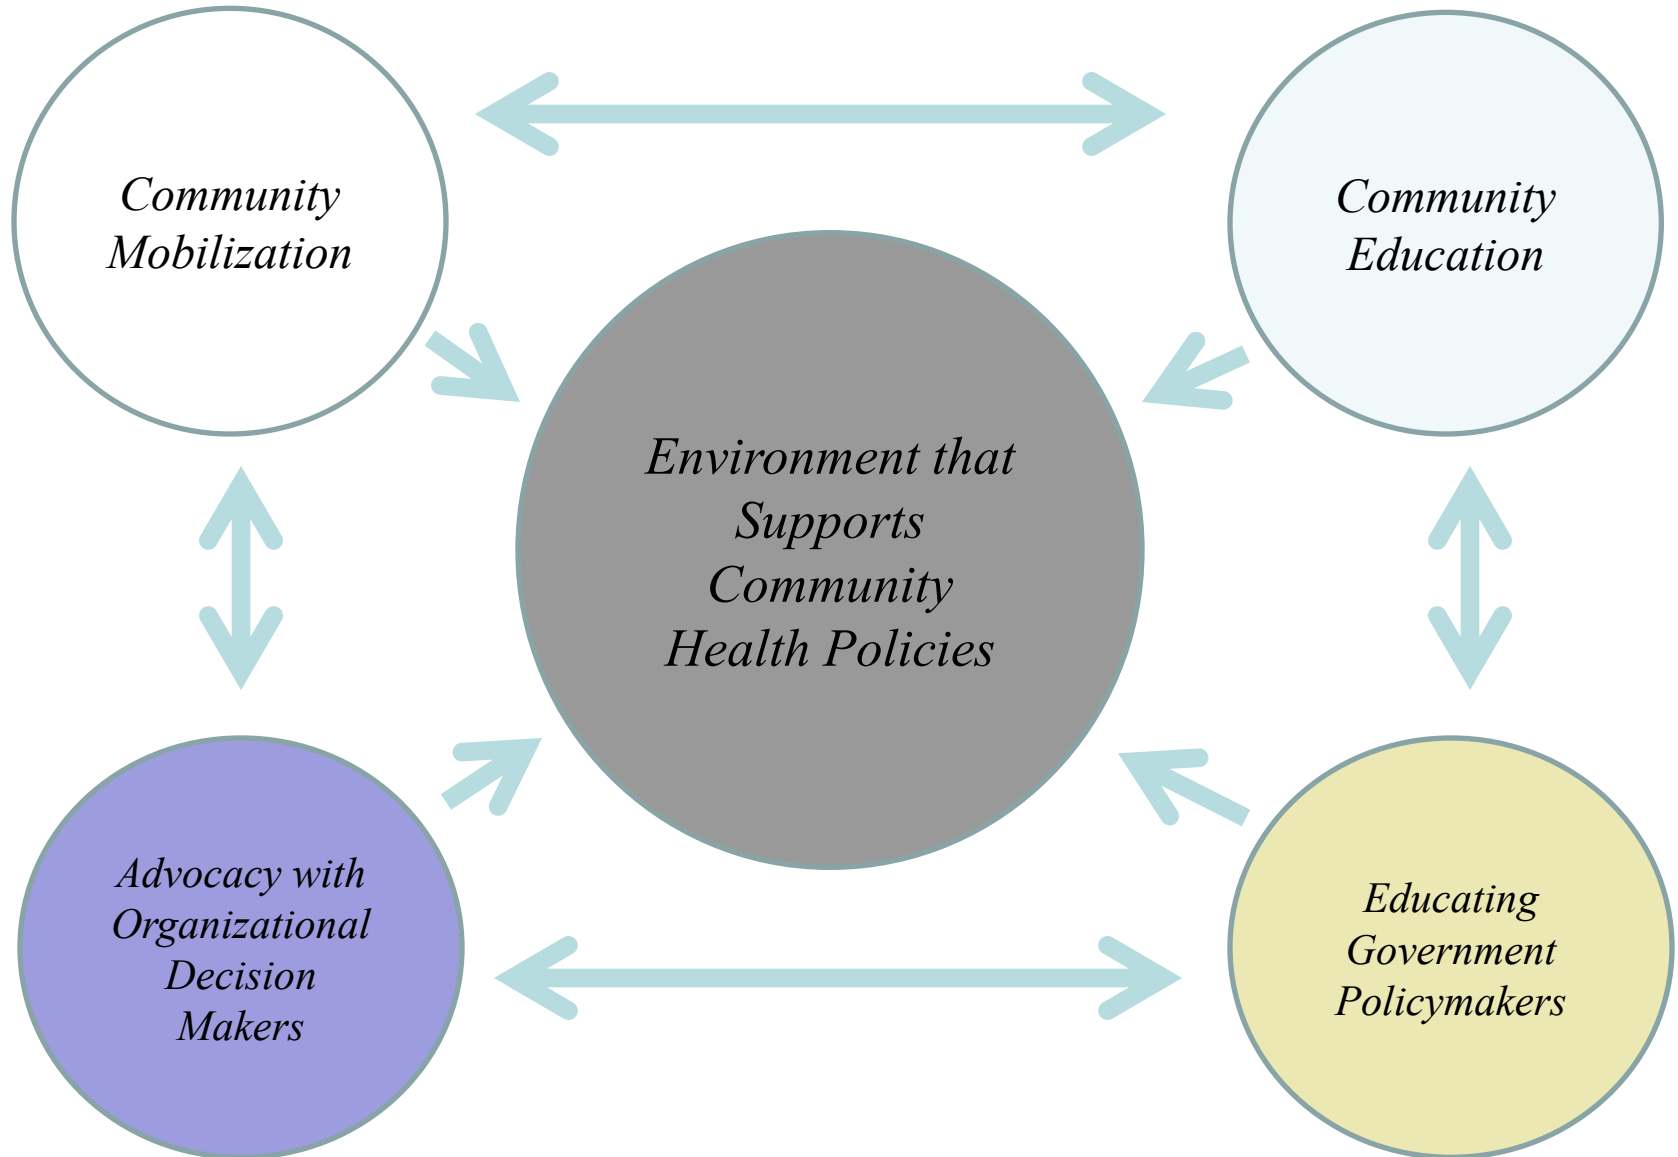 Community
Mobilization
Community
Education
Environment that
Supports
Community
Health Policies
Advocacy with
Organizational
Decision
Makers
Educating
Government
Policymakers